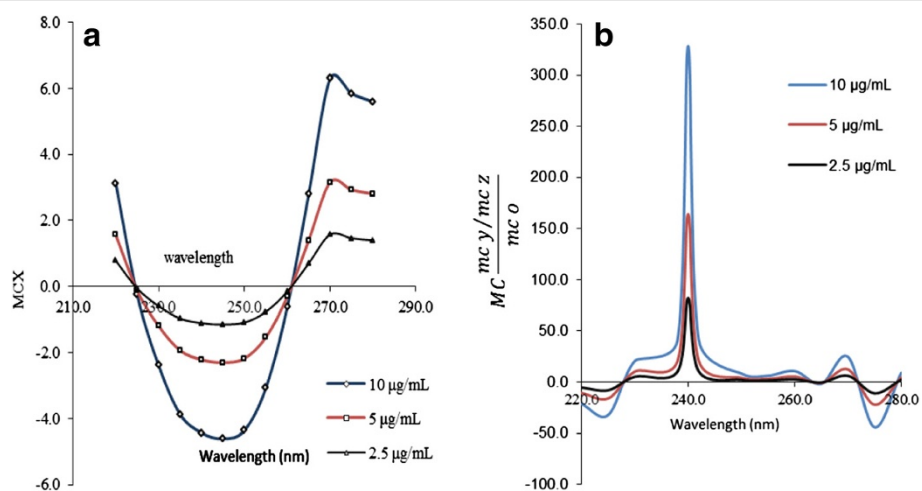 a
8.0
6.0
4.0
2.0
0.0
-2.0
-4.0
-6.0
MCX
wavelength
210.0 230.0 250.0 270.0 290.0
10 µg/mL
5 µg/mL
2.5 µg/mL
Wavelength (nm)
b
350.0
300.0
250.0
200.0
150.0
100.0
50.0
0.0
-50.0
-100.0
MC mc y/mc z
mc o
10 µg/mL
5 µg/mL
2.5 µg/mL
220.0 240.0 260.0 280.0
Wavelength (nm)